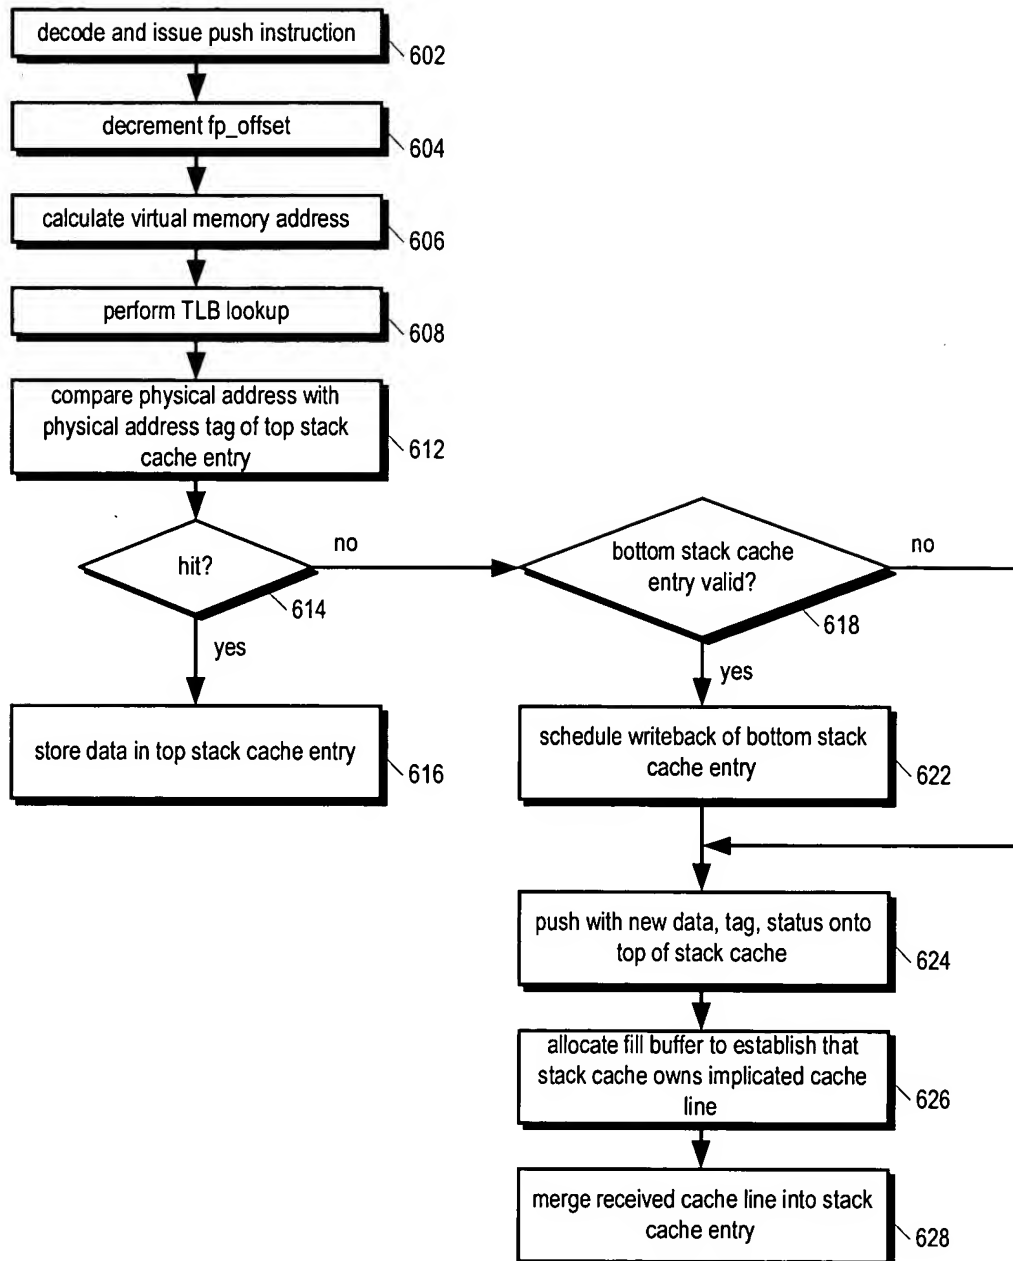 decode and issue push instruction
602
decrement fp_offset
604
calculate virtual memory address
606
perform TLB lookup
608
compare physical address with
physical address tag of top stack
cache entry
612
hit?
614
no
yes
store data in top stack cache entry
616
bottom stack cache
entry valid?
618
no
yes
schedule writeback of bottom stack
cache entry
622
push with new data, tag, status onto
top of stack cache
624
allocate fill buffer to establish that
stack cache owns implicated cache
line
626
merge received cache line into stack
cache entry
628